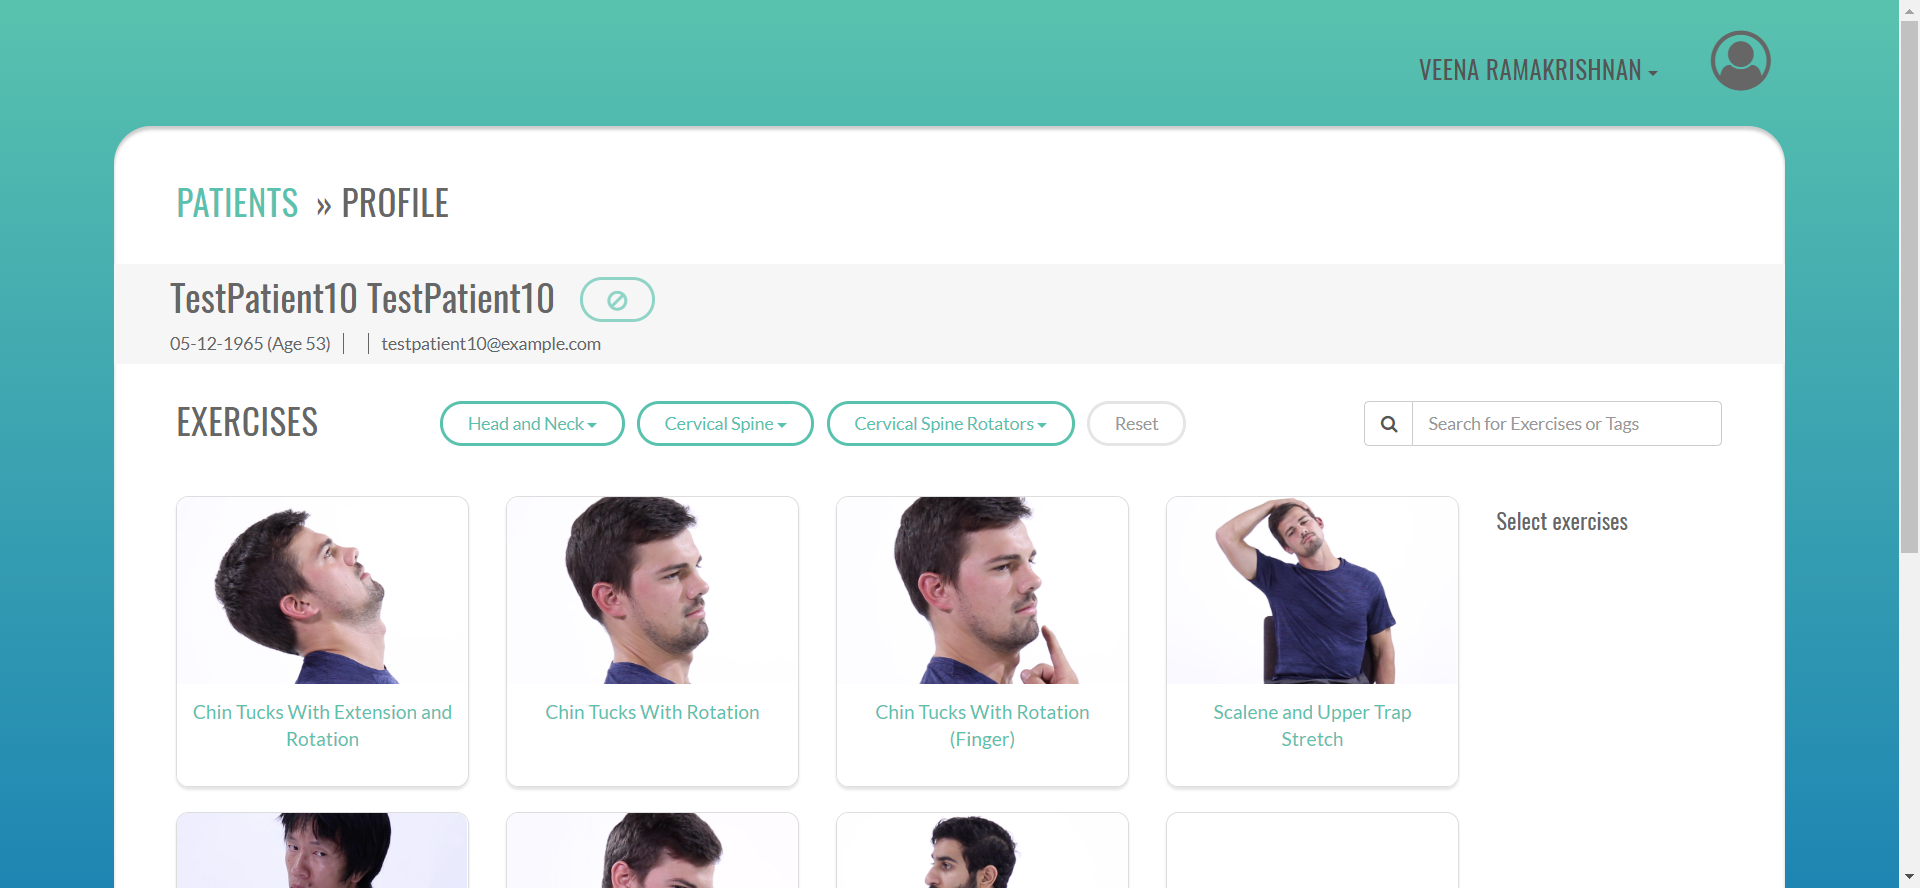 VEENA RAMAKRISHNAN
PATIENTS » PROFILE
TestPatient10 TestPatient10
05-12-1965 (Age 53) | | testpatient10@example.com
EXERCISES
Head and Neck
Cervical Spine
Cervical Spine Rotators
Reset
Search for Exercises or Tags
Chin Tucks With Extension and
Rotation
Chin Tucks With Rotation
Chin Tucks With Rotation
(Finger)
Scalene and Upper Trap
Stretch
Select exercises